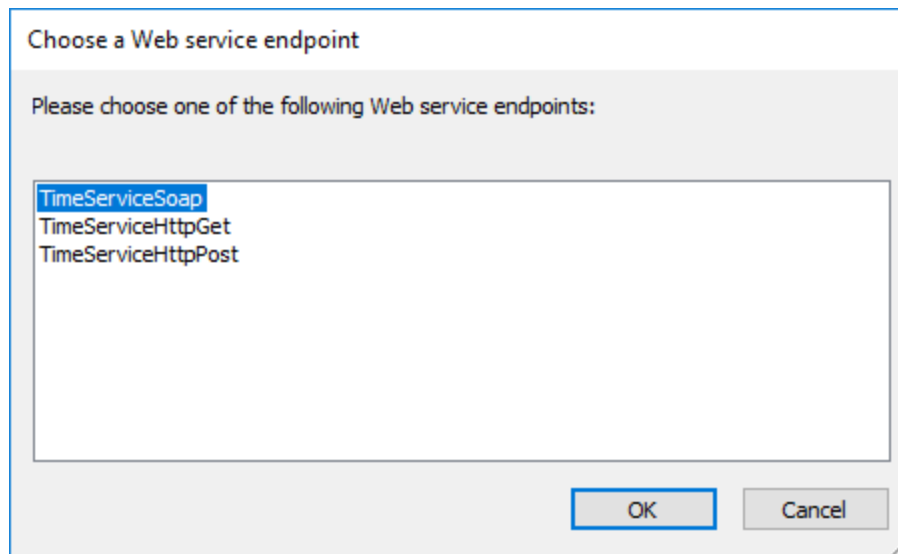 Choose a Web service endpoint
Please choose one of the following Web service endpoints:
TimeServiceSoap
TimeServiceHttpGet
TimeServiceHttpPost
OK
Cancel